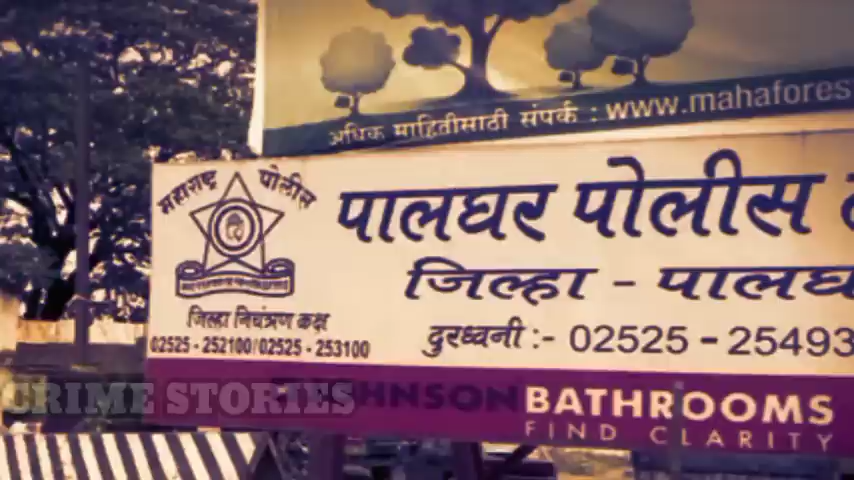 अधिक माहितीसाठी संपर्क : www.mahafores
महाराष्ट्र पोलीस
पालघर पोलीस
जिल्हा - पालघ
जिल्हा नियंत्रण कक्ष
02525 - 252100/02525 - 253100
दुरध्वनी :- 02525 - 25493
CRIME STORIES
JOHNSON BATHROOMS
FIND CLARITY